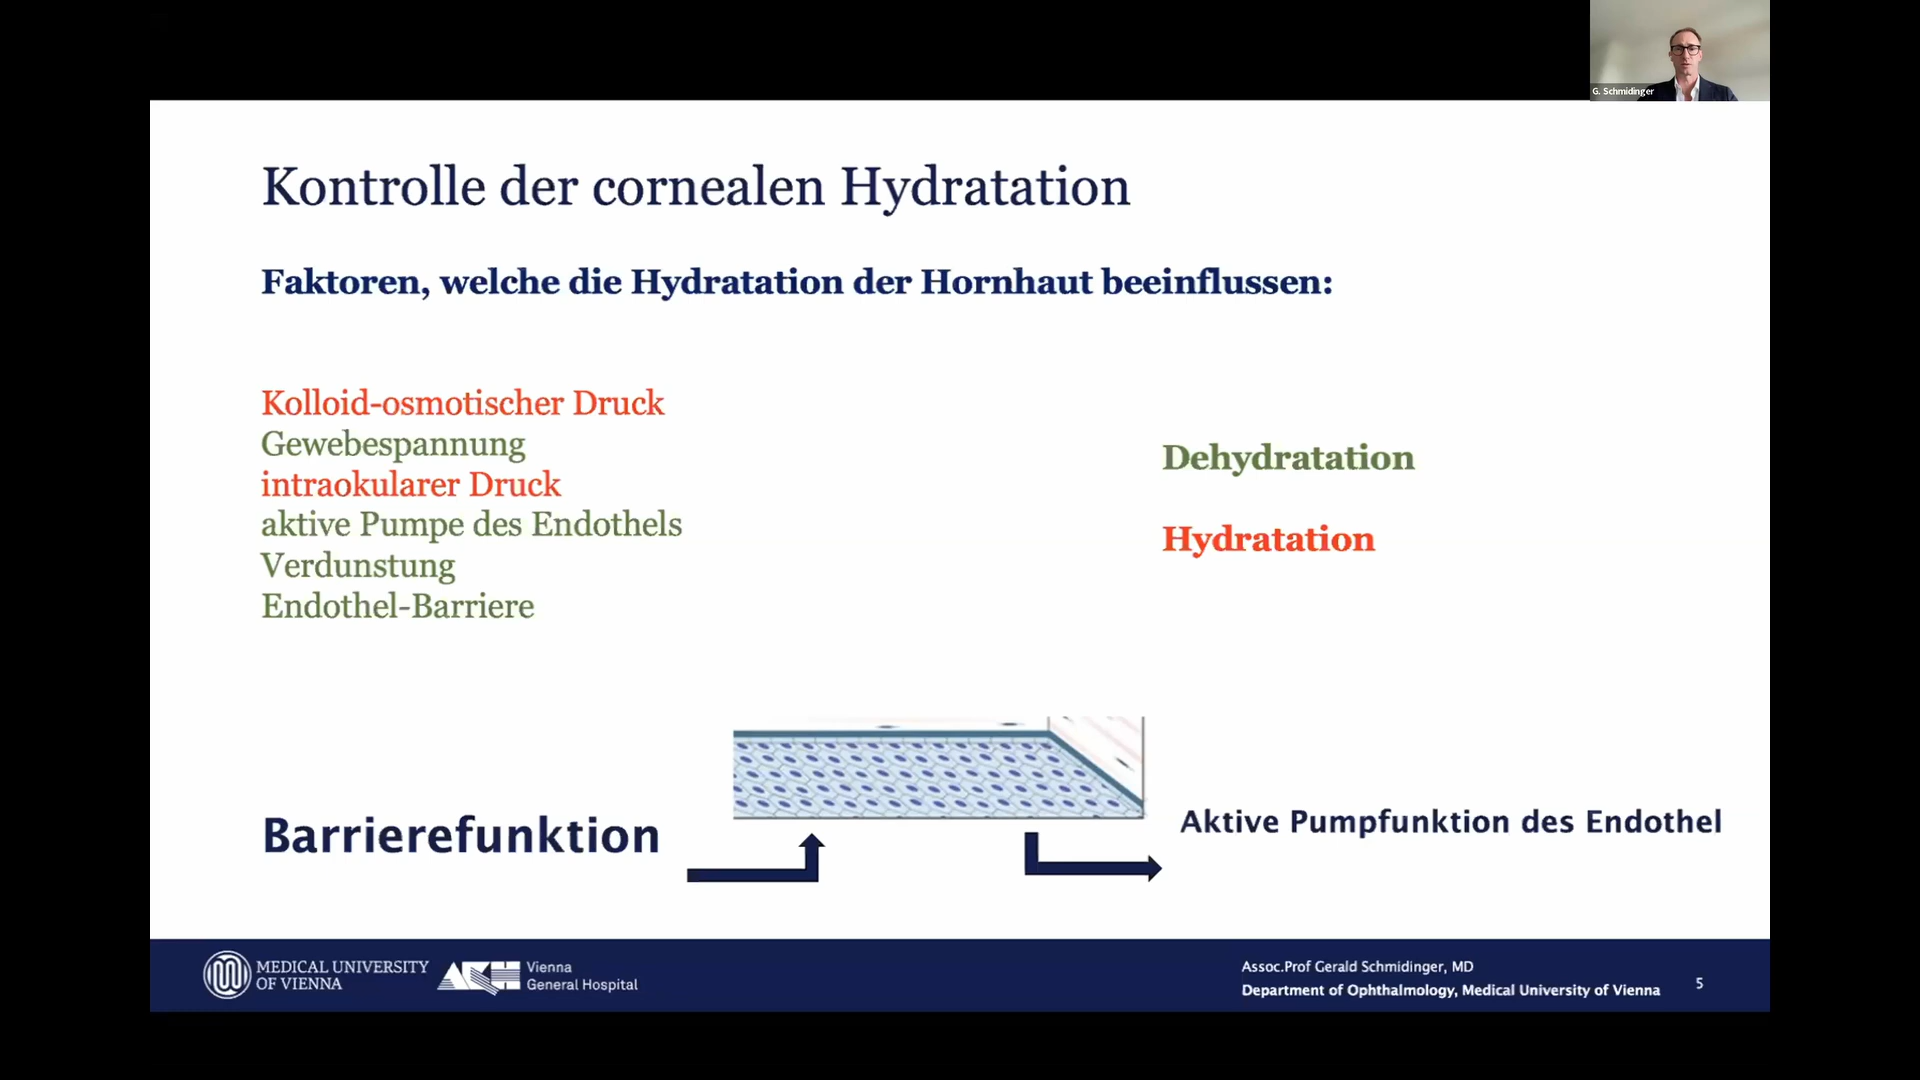 G. Schmidinger
Kontrolle der cornealen Hydratation
Faktoren, welche die Hydratation der Hornhaut beeinflussen:
Kolloid-osmotischer Druck
Gewebespannung
intraokularer Druck
aktive Pumpe des Endothels
Verdunstung
Endothel-Barriere
Dehydratation
Hydratation
Barrierefunktion
Aktive Pumpfunktion des Endothel
MEDICAL UNIVERSITY
OF VIENNA
AKH
Vienna
General Hospital
Assoc.Prof Gerald Schmidinger, MD
Department of Ophthalmology, Medical University of Vienna
5